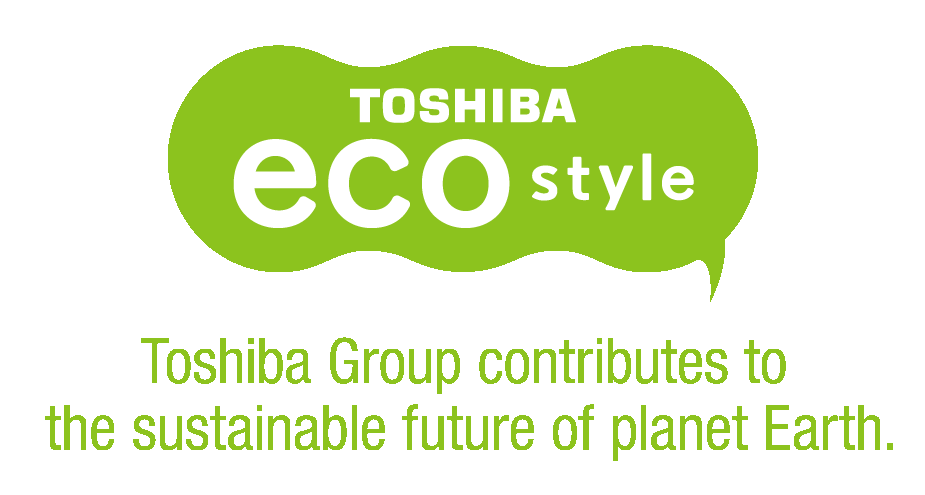 TOSHIBA
eco style
Toshiba Group contributes to
the sustainable future of planet Earth.